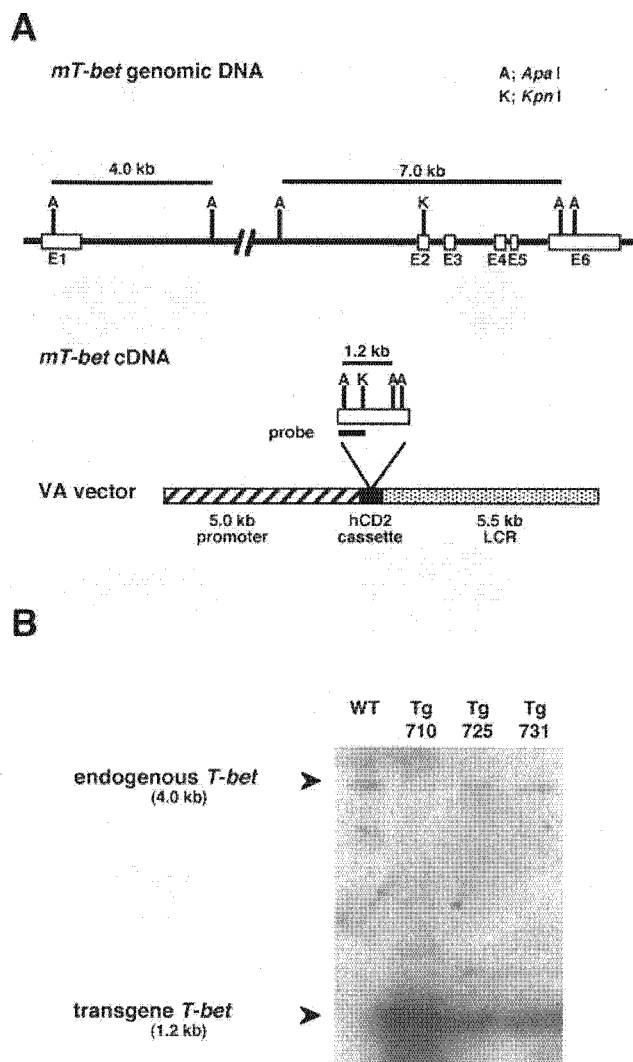 A
mT-bet genomic DNA
A; Apa I
K; Kpn I
4.0 kb
7.0 kb
A
A
A
K
A A
E1
E2
E3
E4
E5
E6
mT-bet cDNA
1.2 kb
A K AA
probe
VA vector
5.0 kb
promoter
hCD2
cassette
5.5 kb
LCR
B
WT
Tg
710
Tg
725
Tg
731
endogenous T-bet
(4.0 kb)
transgene T-bet
(1.2 kb)